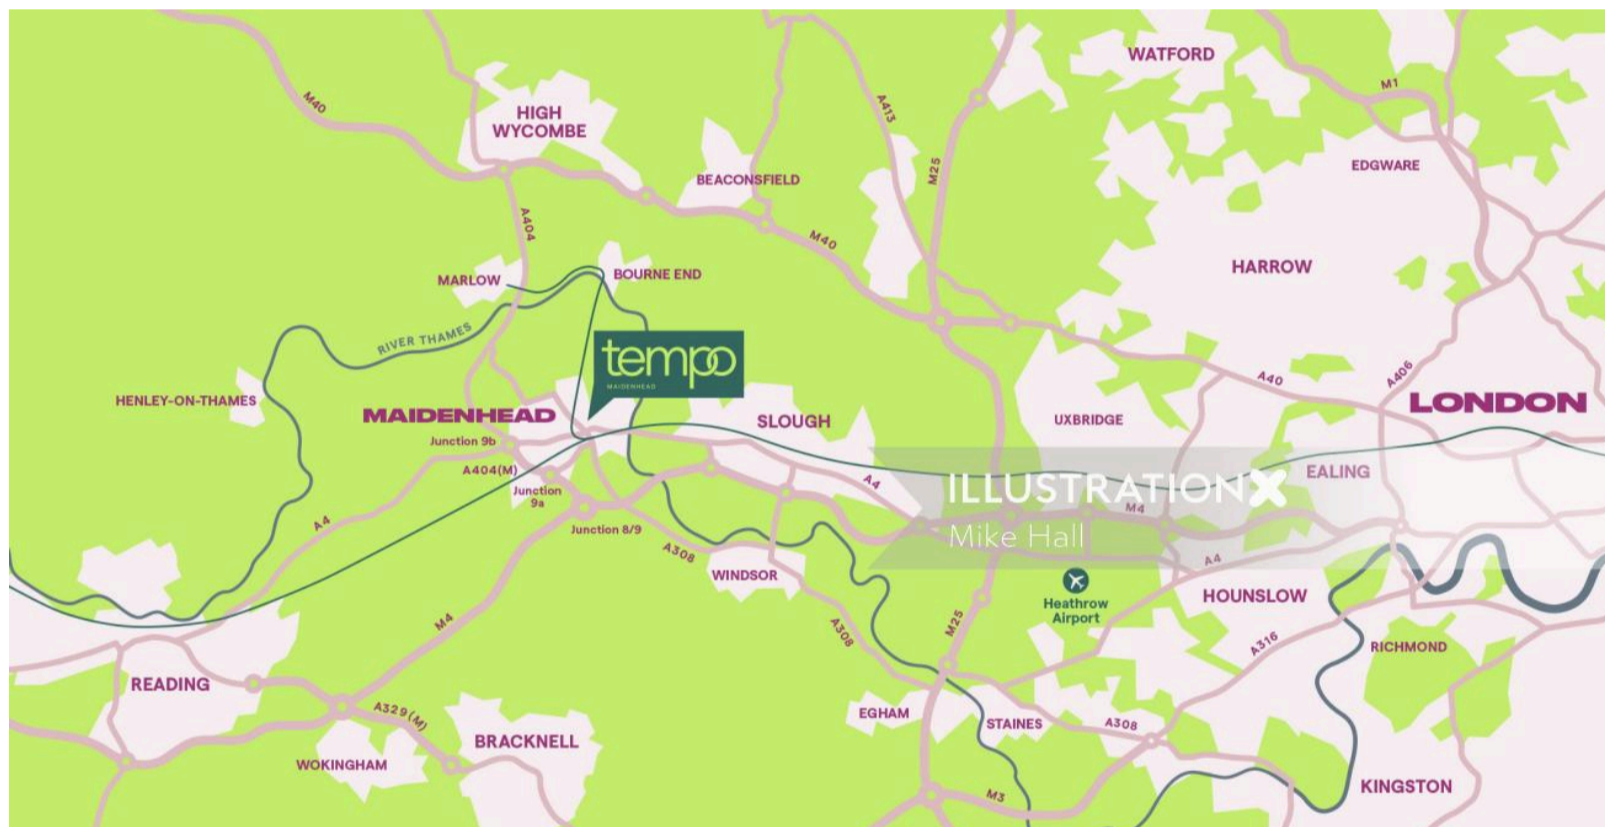 WATFORD
M1
M40
A413
HIGH
WYCOMBE
M25
EDGWARE
BEACONSFIELD
A404
M40
HARROW
MARLOW
BOURNE END
RIVER THAMES
tempo
MAIDENHEAD
A40
A406
HENLEY-ON-THAMES
MAIDENHEAD
LONDON
SLOUGH
UXBRIDGE
Junction 9b
A404(M)
EALING
A4
Junction
9a
ILLUSTRATIONX
Mike Hall
M4
A4
Junction 8/9
A308
A4
WINDSOR
Heathrow
Airport
HOUNSLOW
M4
A308
M25
A316
RICHMOND
READING
A329(M)
EGHAM
STAINES
A308
BRACKNELL
WOKINGHAM
M3
KINGSTON